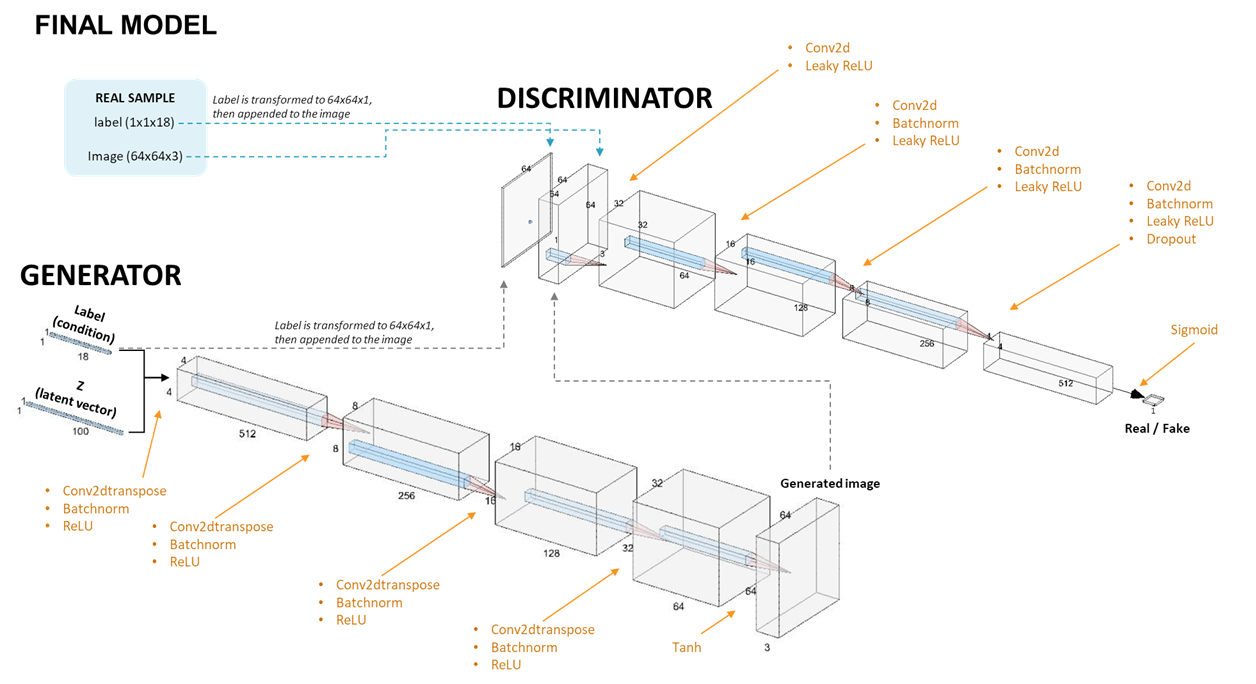 FINAL MODEL
REAL SAMPLE
label (1x1x18)
Image (64x64x3)
Label is transformed to 64x64x1,
then appended to the image
DISCRIMINATOR
• Conv2d
• Leaky ReLU
• Conv2d
• Batchnorm
• Leaky ReLU
• Conv2d
• Batchnorm
• Leaky ReLU
• Conv2d
• Batchnorm
• Leaky ReLU
• Dropout
64
64
64
64
1
3
32
32
64
16
16
128
8
8
256
4
4
512
Sigmoid
1
Real / Fake
GENERATOR
Label
(condition)
1
1
18
Z
(latent vector)
1
1
100
Label is transformed to 64x64x1,
then appended to the image
4
4
512
8
8
256
16
16
128
32
32
64
Generated image
64
64
3
• Conv2dtranspose
• Batchnorm
• ReLU
• Conv2dtranspose
• Batchnorm
• ReLU
• Conv2dtranspose
• Batchnorm
• ReLU
• Conv2dtranspose
• Batchnorm
• ReLU
Tanh